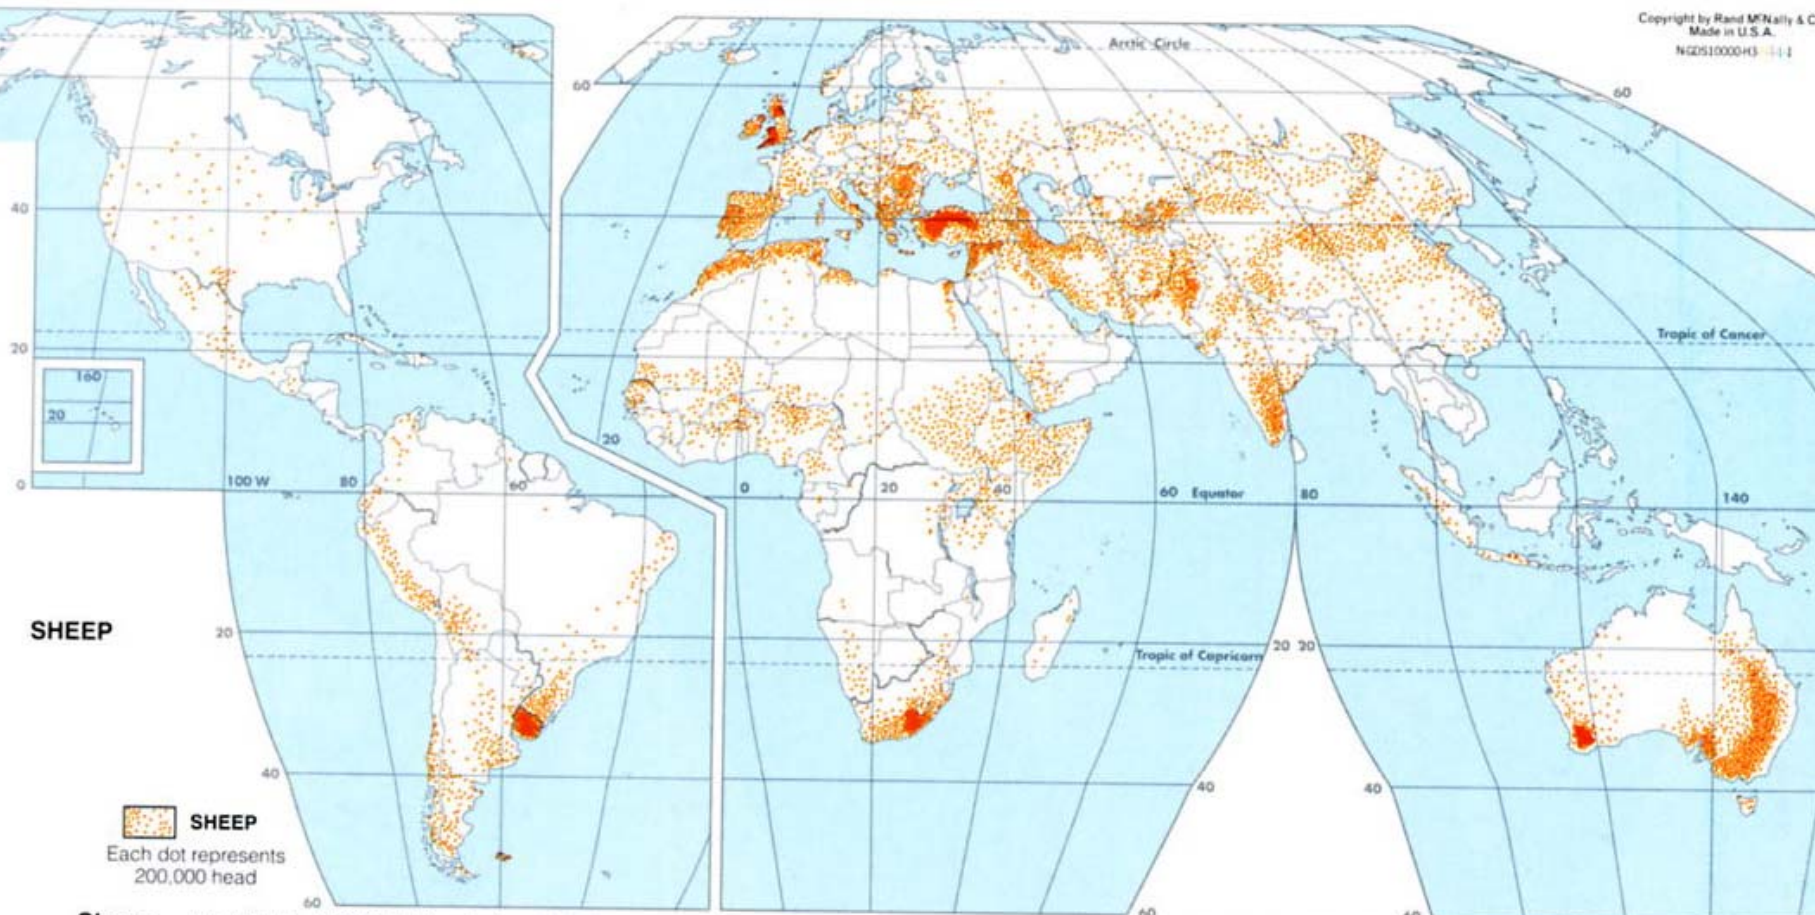 Copyright by Rand McNally & C
Made in U.S.A.
Arctic Circle
60
60
40
20
Tropic of Cancer
160
20
20
0
100 W
80
60
0
20
40
60
Equator
80
140
SHEEP
20
Tropic of Capricorn
20
20
40
40
40
SHEEP
Each dot represents
200,000 head
60
60